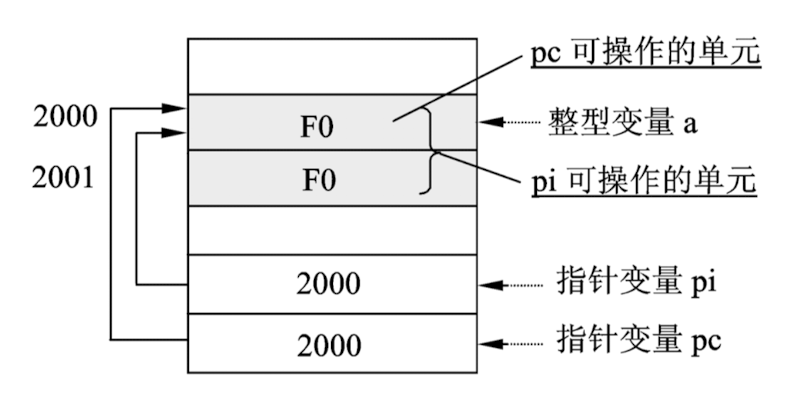 pc 可操作的单元
2000
F0
整型变量 a
2001
F0
pi 可操作的单元
2000
指针变量 pi
2000
指针变量 pc